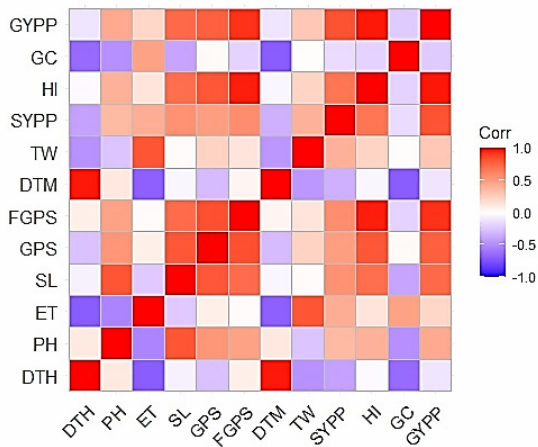 GYPP
GC
HI
SYPP
TW
DTM
FGPS
GPS
SL
ET
PH
DTH
Corr
1.0
0.5
0.0
-0.5
-1.0
DTH PH ET SL GPS FGPS DTM TW SYPP HI GC GYPP